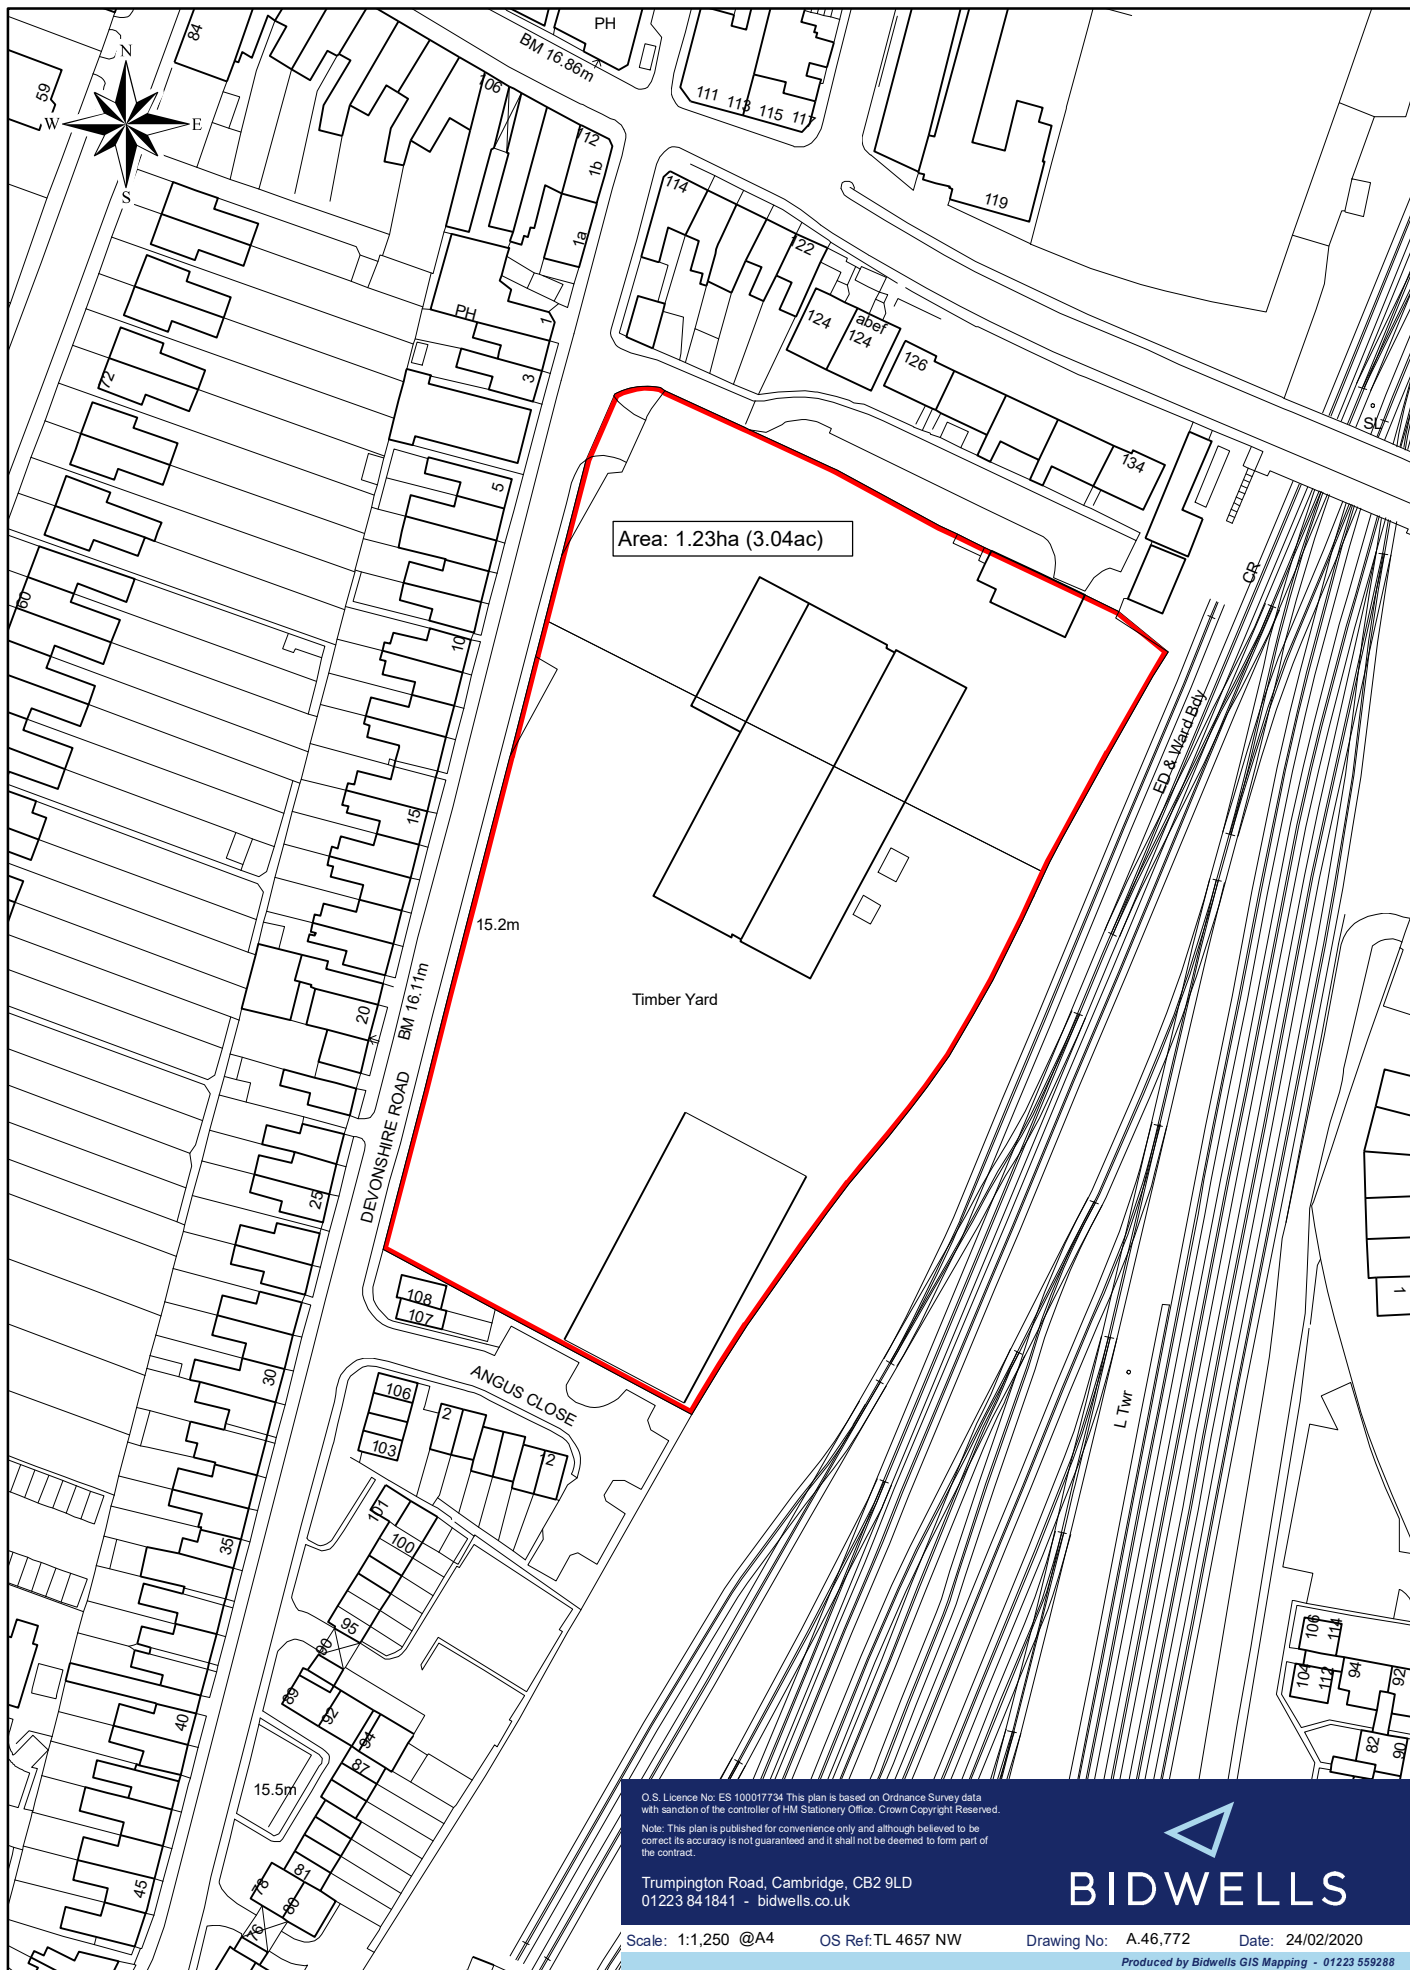 N
W E
S
59
84
PH
BM 16.86m
106
112
1b
1a
111 113 115 117
119
114
122
124
abef
124
126
134
SL
CR
PH
1
3
5
10
15
20
25
30
35
40
45
72
60
Area: 1.23ha (3.04ac)
ED & Ward Bdy
15.2m
BM 16.11m
Timber Yard
DEVONSHIRE ROAD
108
107
ANGUS CLOSE
106
103
2
12
101
100
95
90
89
92
94
87
15.5m
81
78
80
76
L Twr
1
106
114
104
112
94
92
82
90
O.S. Licence No: ES 100017734 This plan is based on Ordnance Survey data
with sanction of the controller of HM Stationery Office. Crown Copyright Reserved.
Note: This plan is published for convenience only and although believed to be
correct its accuracy is not guaranteed and it shall not be deemed to form part of
the contract.
Trumpington Road, Cambridge, CB2 9LD
01223 841841 - bidwells.co.uk
BIDWELLS
Scale: 1:1,250 @A4 OS Ref:TL 4657 NW Drawing No: A.46,772 Date: 24/02/2020
Produced by Bidwells GIS Mapping - 01223 559288